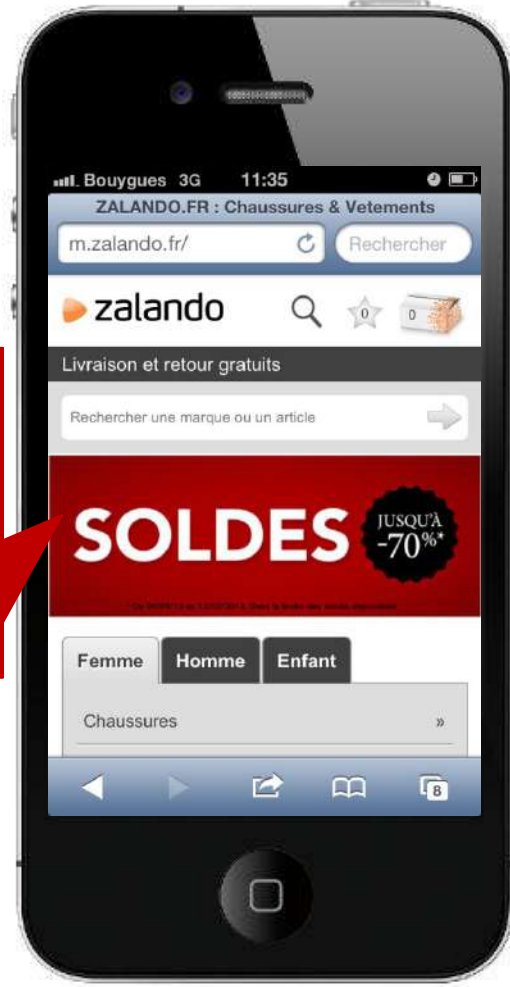 Bouygues 3G 11:35
ZALANDO.FR : Chaussures & Vetements
m.zalando.fr/ Rechercher
zalando 0 0
Livraison et retour gratuits
Rechercher une marque ou un article
SOLDES JUSQU'À
-70%*
Femme Homme Enfant
Chaussures »
8